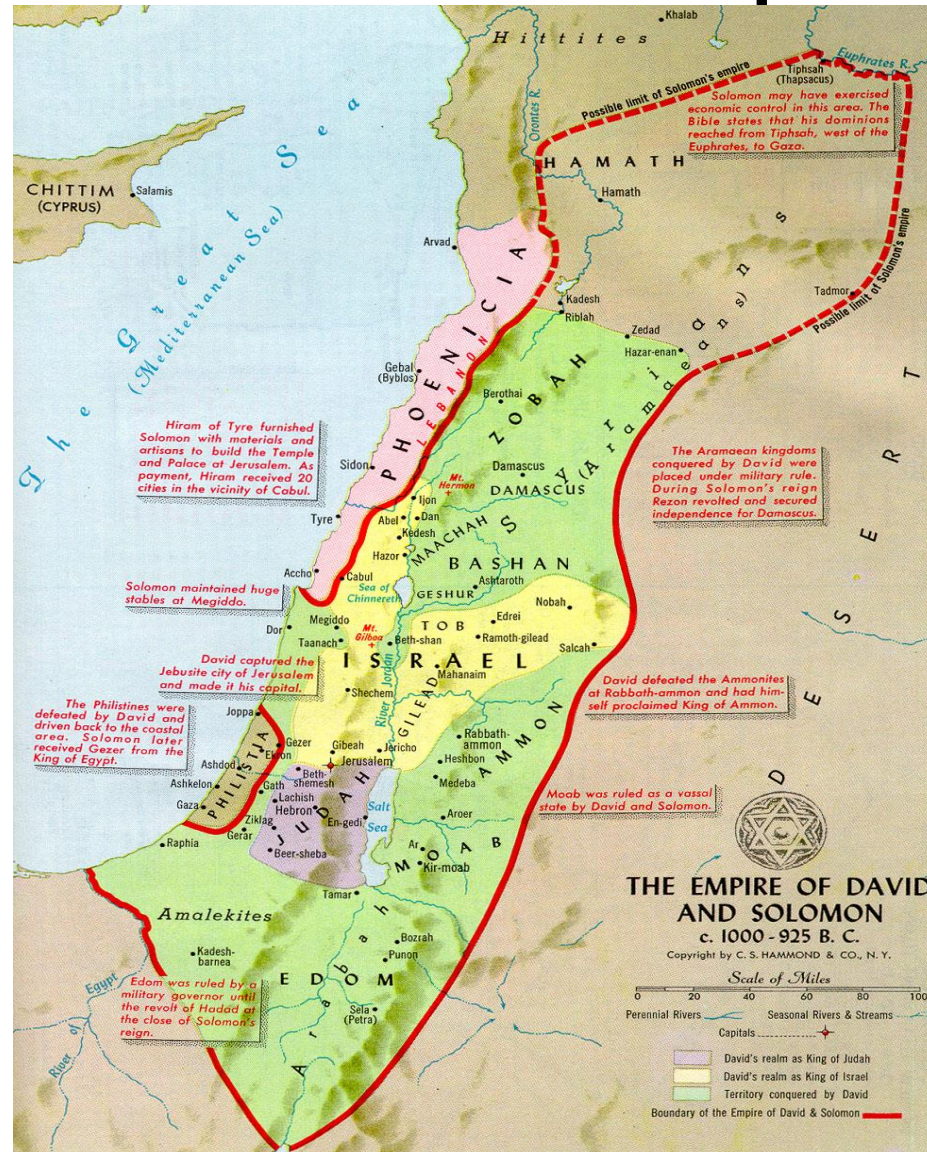 Khalab
Hittites
Euphrates R.
Tiphsah
(Thapsacus)
Possible limit of Solomon's empire
Solomon may have exercised
economic control in this area. The
Bible states that his dominions
reached from Tiphsah, west of the
Euphrates, to Gaza.
Orontes R.
HAMATH
Hamath
CHITTIM
(CYPRUS)
Salamis
The Great Sea
(Mediterranean Sea)
Arvad
PHOENICIA
LEBANON
Kadesh
Riblah
Tadmor
Possible limit of Solomon's empire
Zedad
Hazar-enan
Gebal
(Byblos)
Berothai
ZOBAH
Syrians
(Aramaeans)
DESERT
Hiram of Tyre furnished
Solomon with materials and
artisans to build the Temple
and Palace at Jerusalem. As
payment, Hiram received 20
cities in the vicinity of Cabul.
Sidon
Mt.
Hermon
Damascus
DAMASCUS
The Aramaean kingdoms
conquered by David were
placed under military rule.
During Solomon's reign
Rezon revolted and secured
independence for Damascus.
Ijon
Tyre
Abel
Dan
Kedesh
MAACHAH
Hazor
BASHAN
Accho
Cabul
Ashtaroth
Sea of
Chinnereth
GESHUR
Solomon maintained huge
stables at Megiddo.
Nobah
Edrei
TOB
Megiddo
Dor
Mt.
Gilboa
Taanach
Beth-shan
Ramoth-gilead
Salcah
David captured the
Jebusite city of Jerusalem
and made it his capital.
ISRAEL
Mahanaim
River Jordan
GILEAD
Shechem
David defeated the Ammonites
at Rabbath-ammon and had him-
self proclaimed King of Ammon.
The Philistines were
defeated by David and
driven back to the coastal
area. Solomon later
received Gezer from the
King of Egypt.
Joppa
PHILISTIA
Gezer
Ekron
Gibeah
Jericho
Jerusalem
Rabbath-
ammon
AMMON
Ashdod
Beth-
shemesh
Heshbon
Medeba
Ashkelon
Gath
Lachish
Hebron
JUDAH
Salt
Sea
Gaza
Ziklag
En-gedi
Aroer
Moab was ruled as a vassal
state by David and Solomon.
Gerar
Raphia
Beer-sheba
Ar
MOAB
Kir-moab
Tamar
Amalekites
Arabah
Bozrah
Punon
Kadesh-
barnea
EDOM
Edom was ruled by a
military governor until
the revolt of Hadad at
the close of Solomon's
reign.
River of Egypt
Sela
(Petra)
THE EMPIRE OF DAVID
AND SOLOMON
c. 1000-925 B. C.
Copyright by C. S. HAMMOND & CO., N. Y.
Scale of Miles
0 20 40 60 80 100
Perennial Rivers Seasonal Rivers & Streams
Capitals
David's realm as King of Judah
David's realm as King of Israel
Territory conquered by David
Boundary of the Empire of David & Solomon